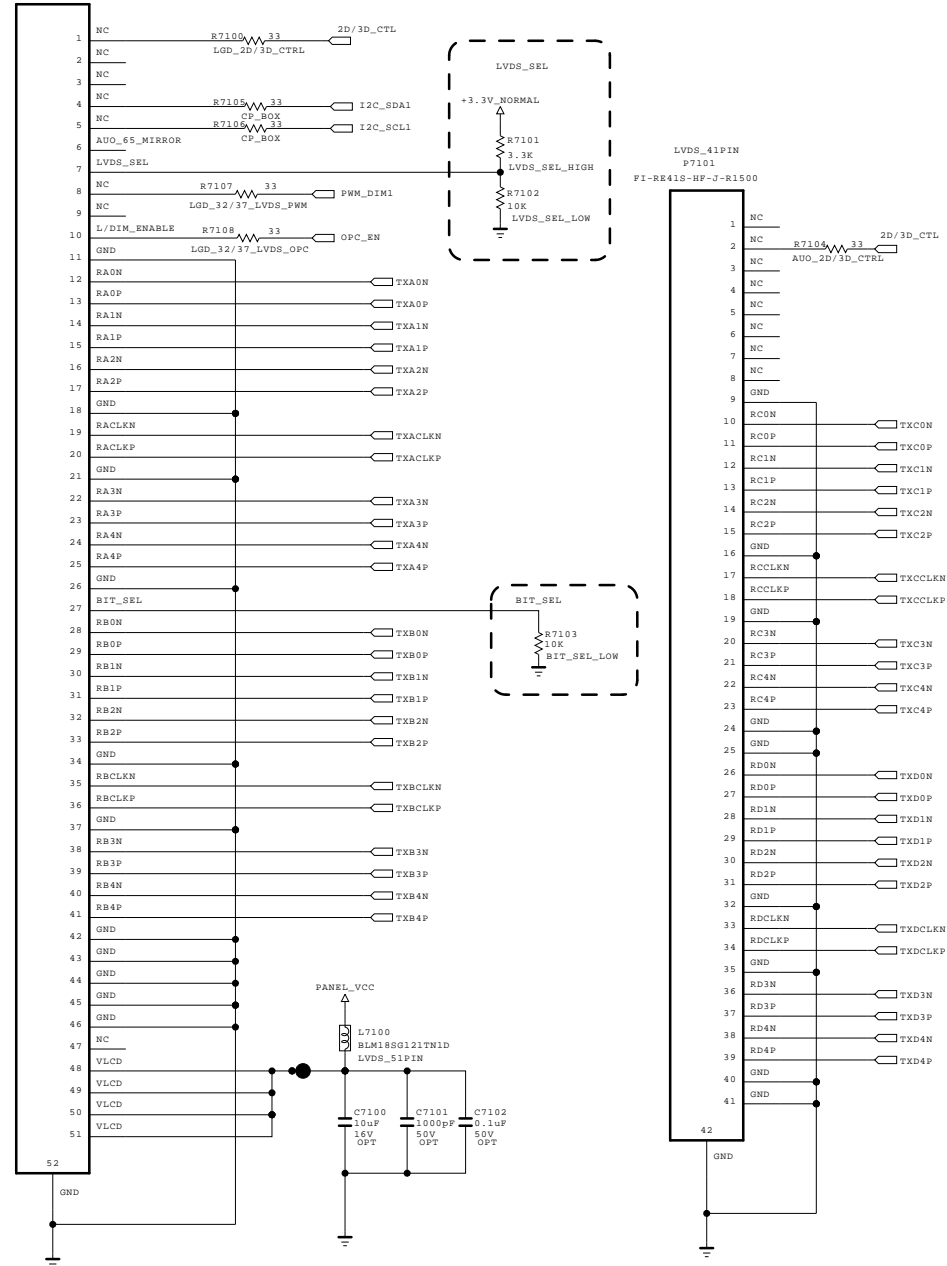 1 NC R7100 33 2D/3D_CTL
LGD_2D/3D_CTRL
2 NC
3 NC
4 NC R7105 33 I2C_SDA1
CP_BOX
5 NC R7106 33 I2C_SCL1
CP_BOX
6 AUO_65_MIRROR
7 LVDS_SEL
8 NC R7107 33 PWM_DIM1
LGD_32/37_LVDS_PWM
9 NC
10 L/DIM_ENABLE R7108 33 OPC_EN
LGD_32/37_LVDS_OPC
11 GND
12 RA0N TXA0N
13 RA0P TXA0P
14 RA1N TXA1N
15 RA1P TXA1P
16 RA2N TXA2N
17 RA2P TXA2P
18 GND
19 RACLKN TXACLKN
20 RACLKP TXACLKP
21 GND
22 RA3N TXA3N
23 RA3P TXA3P
24 RA4N TXA4N
25 RA4P TXA4P
26 GND
27 BIT_SEL
28 RB0N TXB0N
29 RB0P TXB0P
30 RB1N TXB1N
31 RB1P TXB1P
32 RB2N TXB2N
33 RB2P TXB2P
34 GND
35 RBCLKN TXBCLKN
36 RBCLKP TXBCLKP
37 GND
38 RB3N TXB3N
39 RB3P TXB3P
40 RB4N TXB4N
41 RB4P TXB4P
42 GND
43 GND
44 GND
45 GND
46 GND
47 NC
48 VLCD
49 VLCD
50 VLCD
51 VLCD
52
GND
LVDS_SEL
+3.3V_NORMAL
R7101
3.3K
LVDS_SEL_HIGH
R7102
10K
LVDS_SEL_LOW
BIT_SEL
R7103
10K
BIT_SEL_LOW
PANEL_VCC
L7100
BLM18SG121TN1D
LVDS_51PIN
C7100
10uF
16V
OPT
C7101
1000pF
50V
OPT
C7102
0.1uF
50V
OPT
LVDS_41PIN
P7101
FI-RE41S-HF-J-R1500
1 NC
2 NC R7104 33 2D/3D_CTL
AUO_2D/3D_CTRL
3 NC
4 NC
5 NC
6 NC
7 NC
8 NC
9 GND
10 RC0N TXC0N
11 RC0P TXC0P
12 RC1N TXC1N
13 RC1P TXC1P
14 RC2N TXC2N
15 RC2P TXC2P
16 GND
17 RCCLKN TXCCLKN
18 RCCLKP TXCCLKP
19 GND
20 RC3N TXC3N
21 RC3P TXC3P
22 RC4N TXC4N
23 RC4P TXC4P
24 GND
25 GND
26 RD0N TXD0N
27 RD0P TXD0P
28 RD1N TXD1N
29 RD1P TXD1P
30 RD2N TXD2N
31 RD2P TXD2P
32 GND
33 RDCLKN TXDCLKN
34 RDCLKP TXDCLKP
35 GND
36 RD3N TXD3N
37 RD3P TXD3P
38 RD4N TXD4N
39 RD4P TXD4P
40 GND
41 GND
42
GND